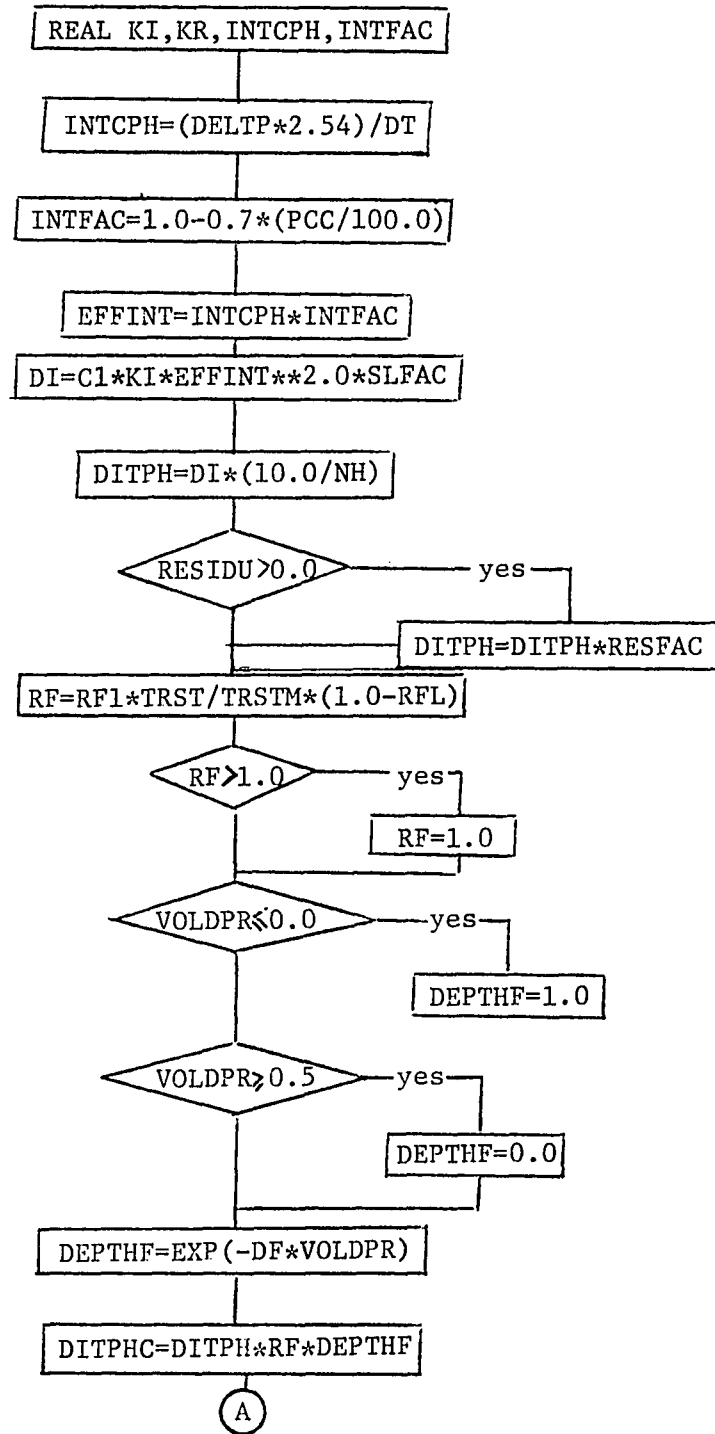 REAL KI,KR,INTCPH,INTFAC
INTCPH=(DELTP*2.54)/DT
INTFAC=1.0-0.7*(PCC/100.0)
EFFINT=INTCPH*INTFAC
DI=C1*KI*EFFINT**2.0*SLFAC
DITPH=DI*(10.0/NH)
RESIDU>0.0
yes
DITPH=DITPH*RESFAC
RF=RF1*TRST/TRSTM*(1.0-RFL)
RF>1.0
yes
RF=1.0
VOLDPR≤0.0
yes
DEPTHF=1.0
VOLDPR≥0.5
yes
DEPTHF=0.0
DEPTHF=EXP(-DF*VOLDPR)
DITPHC=DITPH*RF*DEPTHF
A